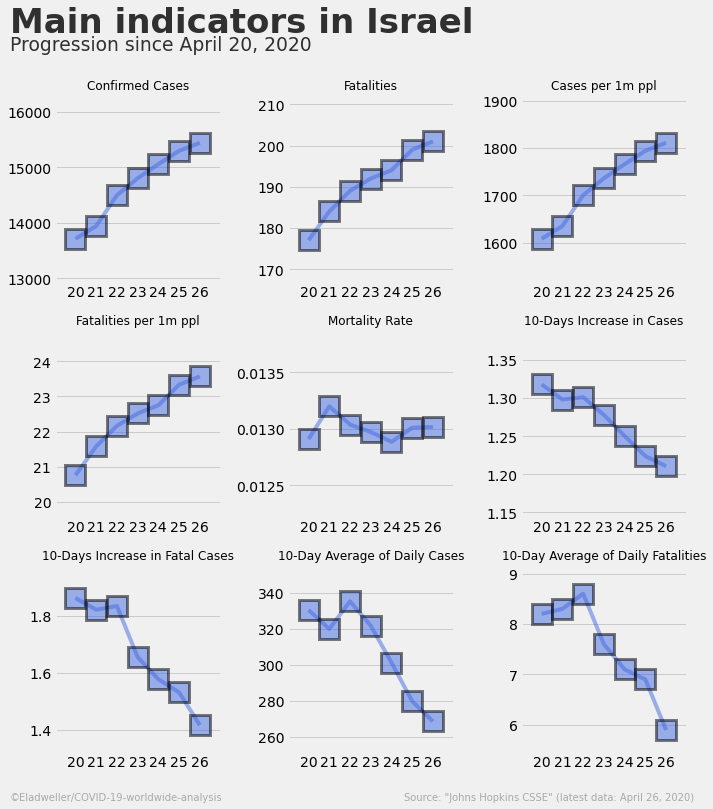 Main indicators in Israel
Progression since April 20, 2020
Confirmed Cases
16000
15000
14000
13000
20 21 22 23 24 25 26
Fatalities
210
200
190
180
170
20 21 22 23 24 25 26
Cases per 1m ppl
1900
1800
1700
1600
20 21 22 23 24 25 26
Fatalities per 1m ppl
24
23
22
21
20
20 21 22 23 24 25 26
Mortality Rate
0.0135
0.0130
0.0125
20 21 22 23 24 25 26
10-Days Increase in Cases
1.35
1.30
1.25
1.20
1.15
20 21 22 23 24 25 26
10-Days Increase in Fatal Cases
1.8
1.6
1.4
20 21 22 23 24 25 26
10-Day Average of Daily Cases
340
320
300
280
260
20 21 22 23 24 25 26
10-Day Average of Daily Fatalities
9
8
7
6
20 21 22 23 24 25 26
©Eladweller/COVID-19-worldwide-analysis
Source: "Johns Hopkins CSSE" (latest data: April 26, 2020)